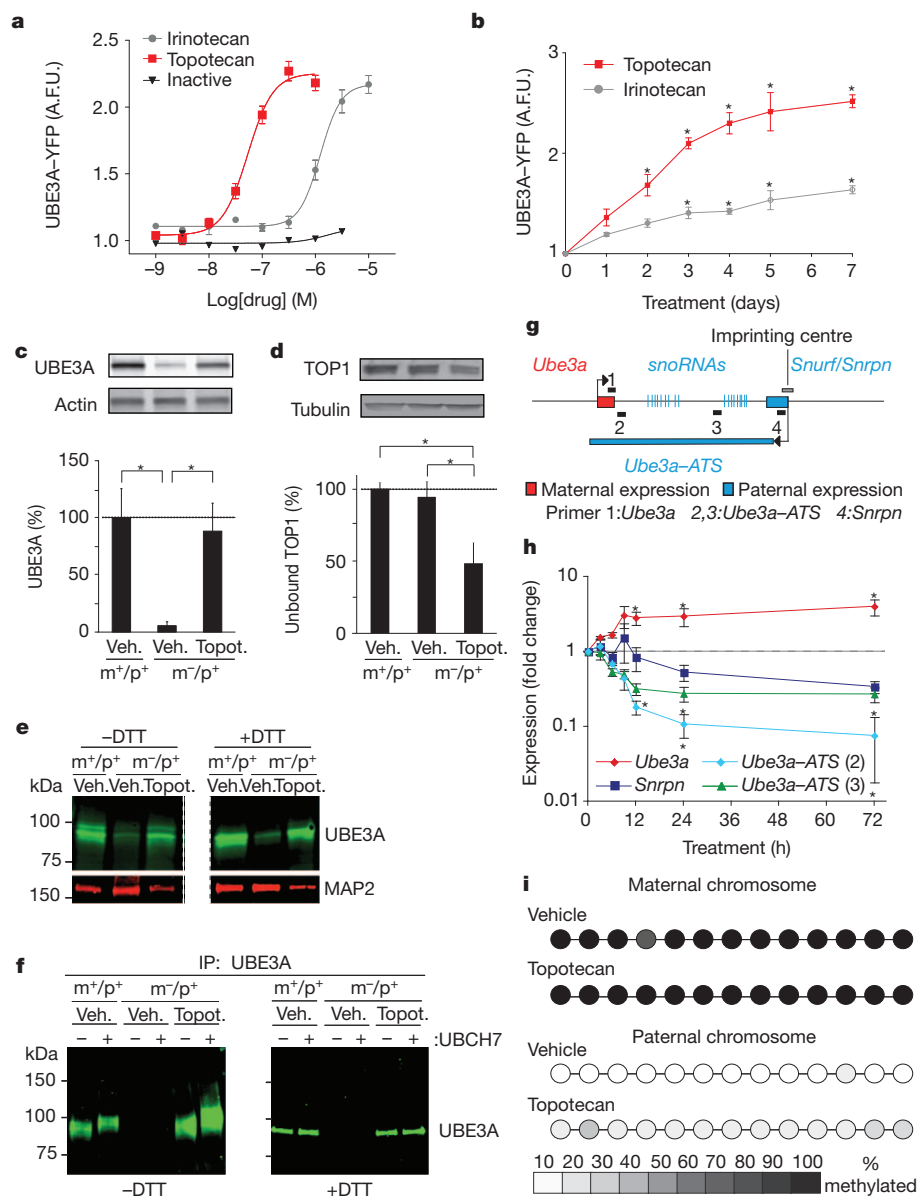 a
UBE3A–YFP (A.F.U.)
2.5
2.0
1.5
1.0
Irinotecan
Topotecan
Inactive
–9 –8 –7 –6 –5
Log[drug] (M)
b
UBE3A–YFP (A.F.U.)
3
2
1
Topotecan
Irinotecan
* * * * *
* * * *
0 1 2 3 4 5 6 7
Treatment (days)
c
UBE3A
Actin
UBE3A (%)
150
100
50
0
* *
Veh. Veh. Topot.
m+/p+ m–/p+
d
TOP1
Tubulin
Unbound TOP1 (%)
100
50
0
*
*
Veh. Veh. Topot.
m+/p+ m–/p+
e
–DTT +DTT
m+/p+ m–/p+ m+/p+ m–/p+
kDa Veh. Veh. Topot. Veh. Veh. Topot.
100
75
150
UBE3A
MAP2
f
IP: UBE3A
m+/p+ m–/p+ m+/p+ m–/p+
Veh. Veh. Topot. Veh. Veh. Topot.
– + – + – + – + – + – + :UBCH7
kDa
150
100
75
UBE3A
–DTT +DTT
g
Imprinting centre
Ube3a snoRNAs Snurf/Snrpn
1
2 3 4
Ube3a–ATS
Maternal expression Paternal expression
Primer 1:Ube3a 2,3:Ube3a–ATS 4:Snrpn
h
Expression (fold change)
10
1
0.1
0.01
* * *
* * * *
*
Ube3a Ube3a–ATS (2)
Snrpn Ube3a–ATS (3)
0 12 24 36 48 60 72
Treatment (h)
i
Maternal chromosome
Vehicle
Topotecan
Paternal chromosome
Vehicle
Topotecan
10 20 30 40 50 60 70 80 90 100 % methylated